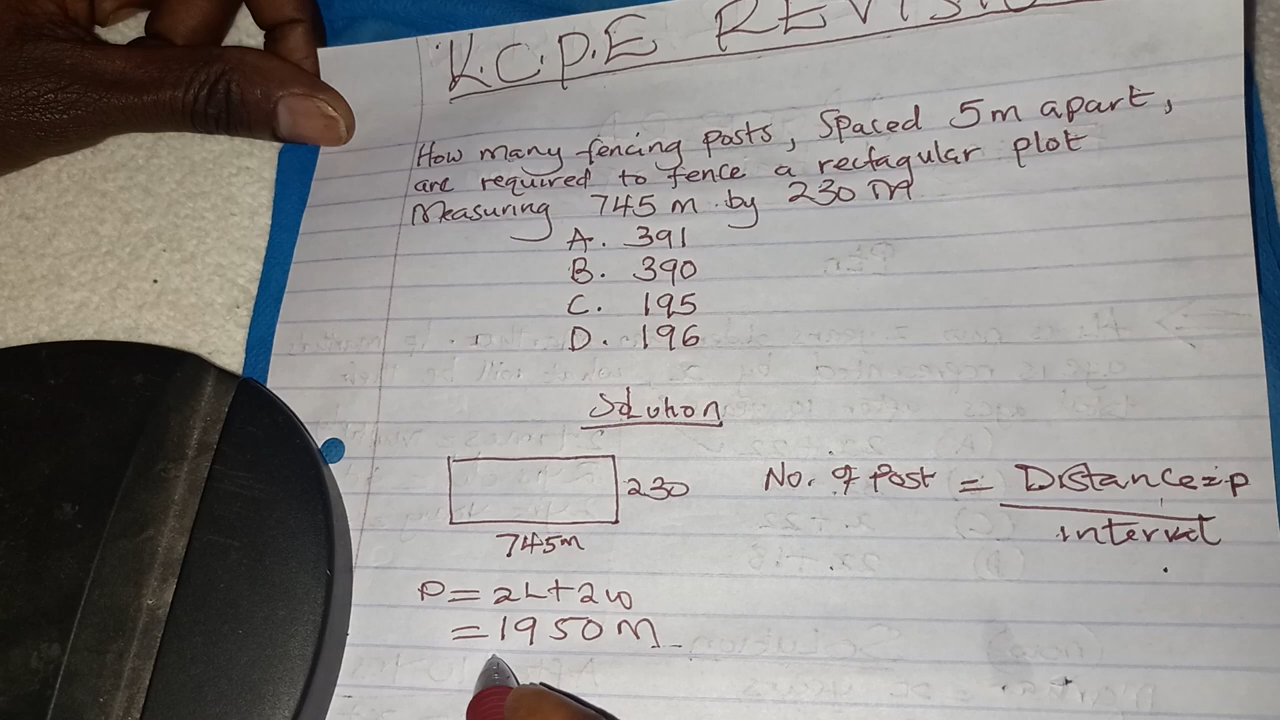 K.C.P.E REVISIO
How many fencing posts, Spaced 5m apart,
are required to fence a rectagular plot
Measuring 745 m by 230 m
A. 391
B. 390
C. 195
D. 196
Solution
230
745m
No. of Post = Distance=p
interval
P = 2L+2w
= 1950 M